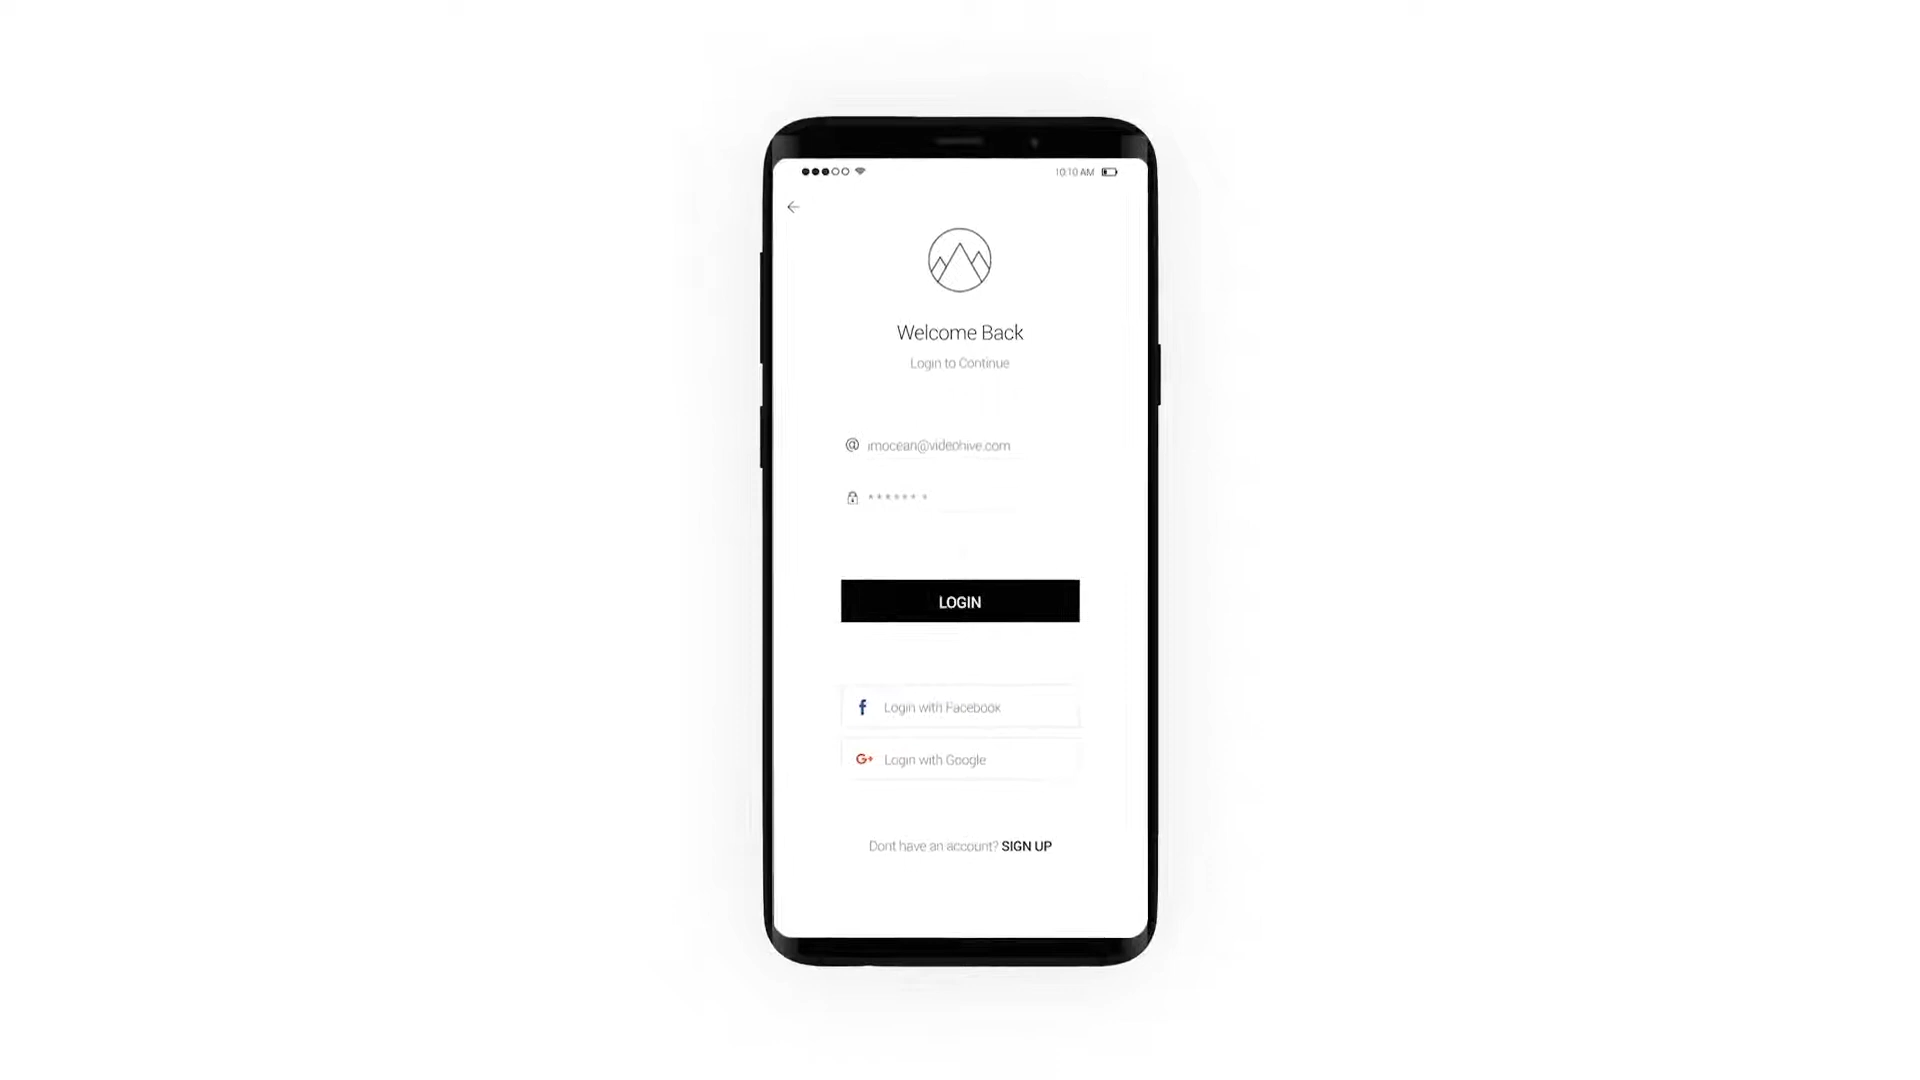 10:10 AM
Welcome Back
Login to Continue
@ imocean@videohive.com
*******
LOGIN
f Login with Facebook
G+ Login with Google
Dont have an account? SIGN UP